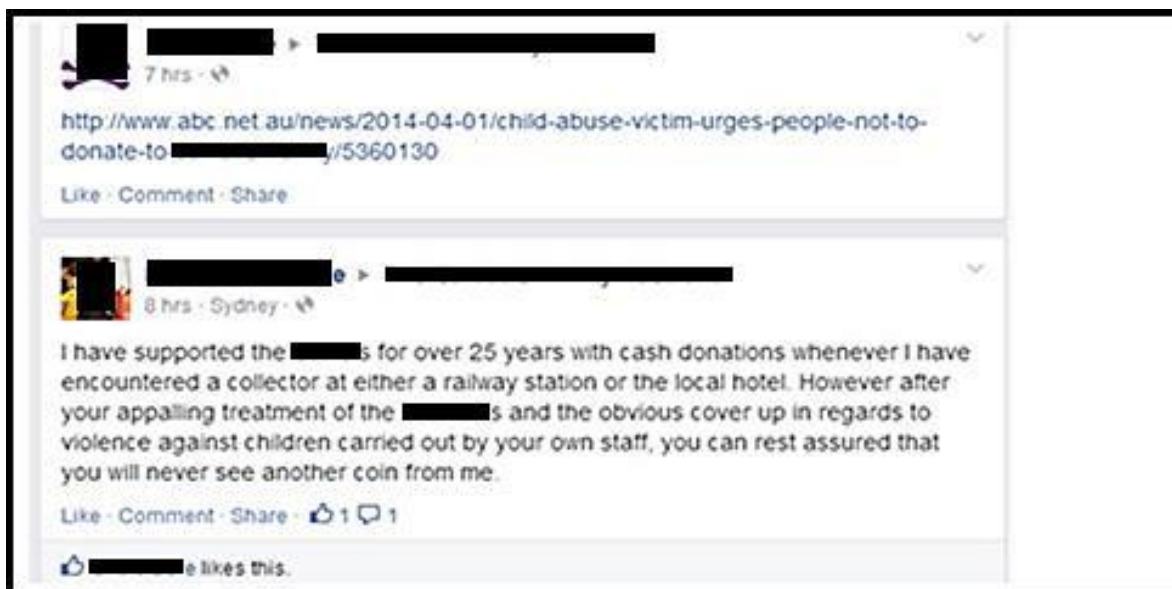 7 hrs ·
http://www.abc.net.au/news/2014-04-01/child-abuse-victim-urges-people-not-to-
donate-to- y/5360130
Like · Comment · Share
e
8 hrs · Sydney ·
I have supported the s for over 25 years with cash donations whenever I have
encountered a collector at either a railway station or the local hotel. However after
your appalling treatment of the s and the obvious cover up in regards to
violence against children carried out by your own staff, you can rest assured that
you will never see another coin from me.
Like · Comment · Share · 1 1
e likes this.